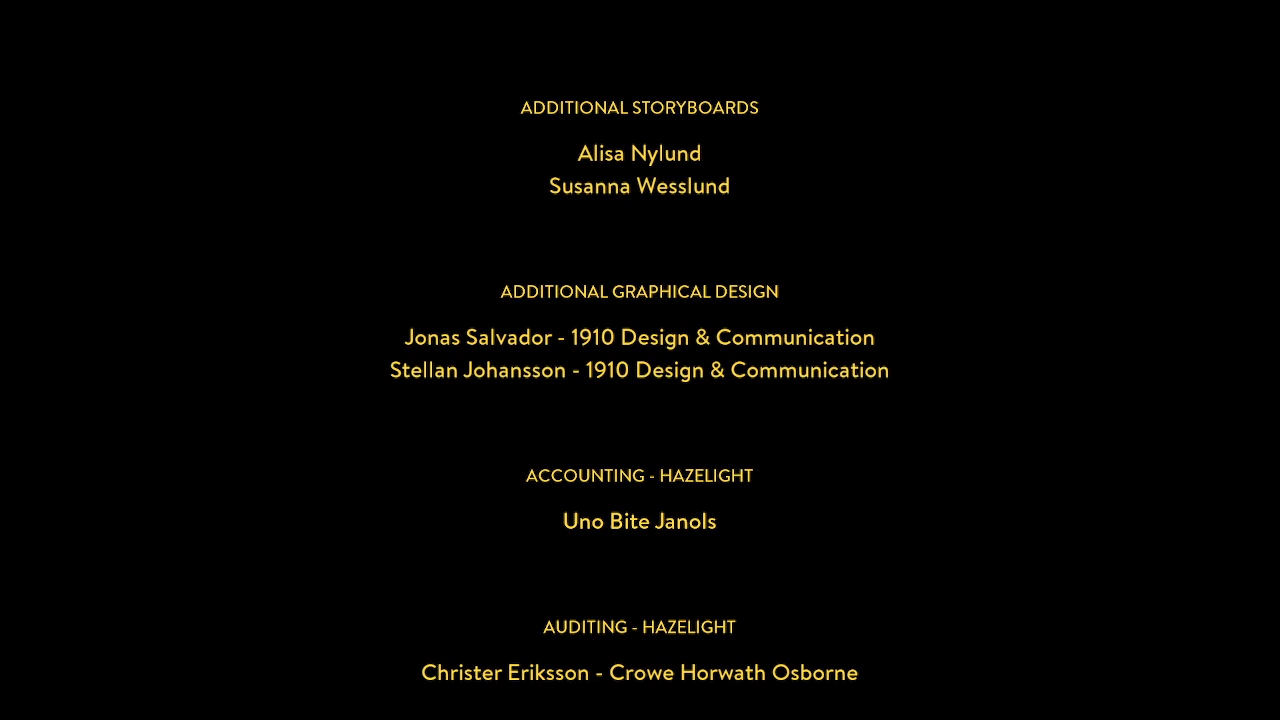 ADDITIONAL STORYBOARDS
Alisa Nylund
Susanna Wesslund
ADDITIONAL GRAPHICAL DESIGN
Jonas Salvador - 1910 Design & Communication
Stellan Johansson - 1910 Design & Communication
ACCOUNTING - HAZELIGHT
Uno Bite Janols
AUDITING - HAZELIGHT
Christer Eriksson - Crowe Horwath Osborne